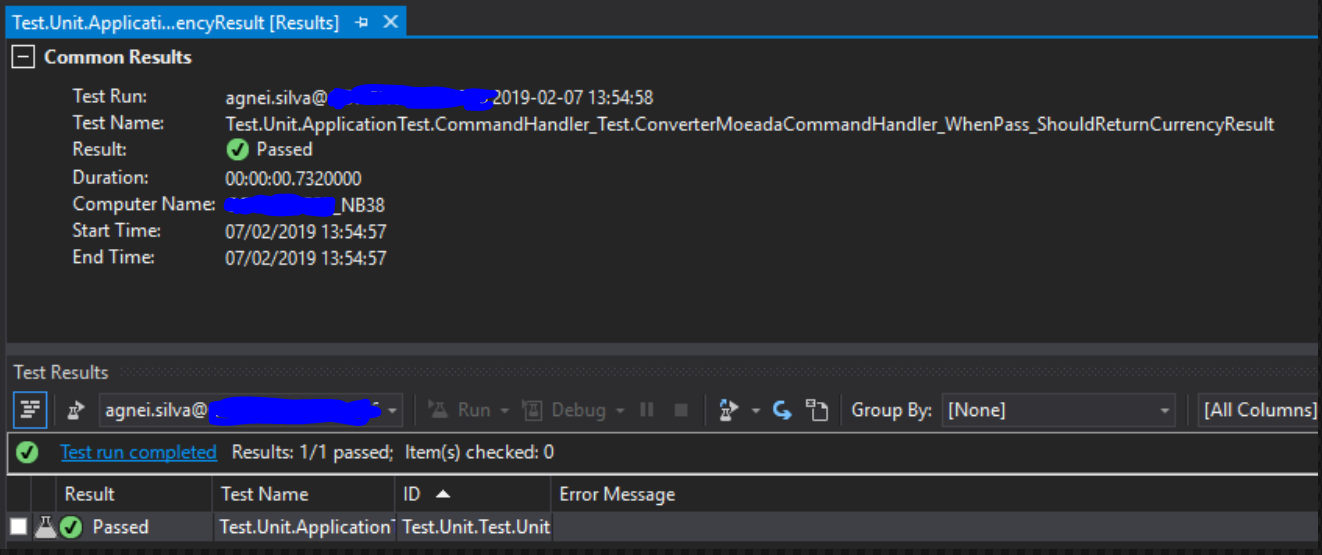 Test.Unit.Applicati...encyResult [Results]
Common Results
Test Run: agnei.silva@ 2019-02-07 13:54:58
Test Name: Test.Unit.ApplicationTest.CommandHandler_Test.ConverterMoeadaCommandHandler_WhenPass_ShouldReturnCurrencyResult
Result: Passed
Duration: 00:00:00.7320000
Computer Name: _NB38
Start Time: 07/02/2019 13:54:57
End Time: 07/02/2019 13:54:57
Test Results
agnei.silva@ Run Debug Group By: [None] [All Columns]
Test run completed Results: 1/1 passed; Item(s) checked: 0
Result Test Name ID Error Message
Passed Test.Unit.Application Test.Unit.Test.Unit